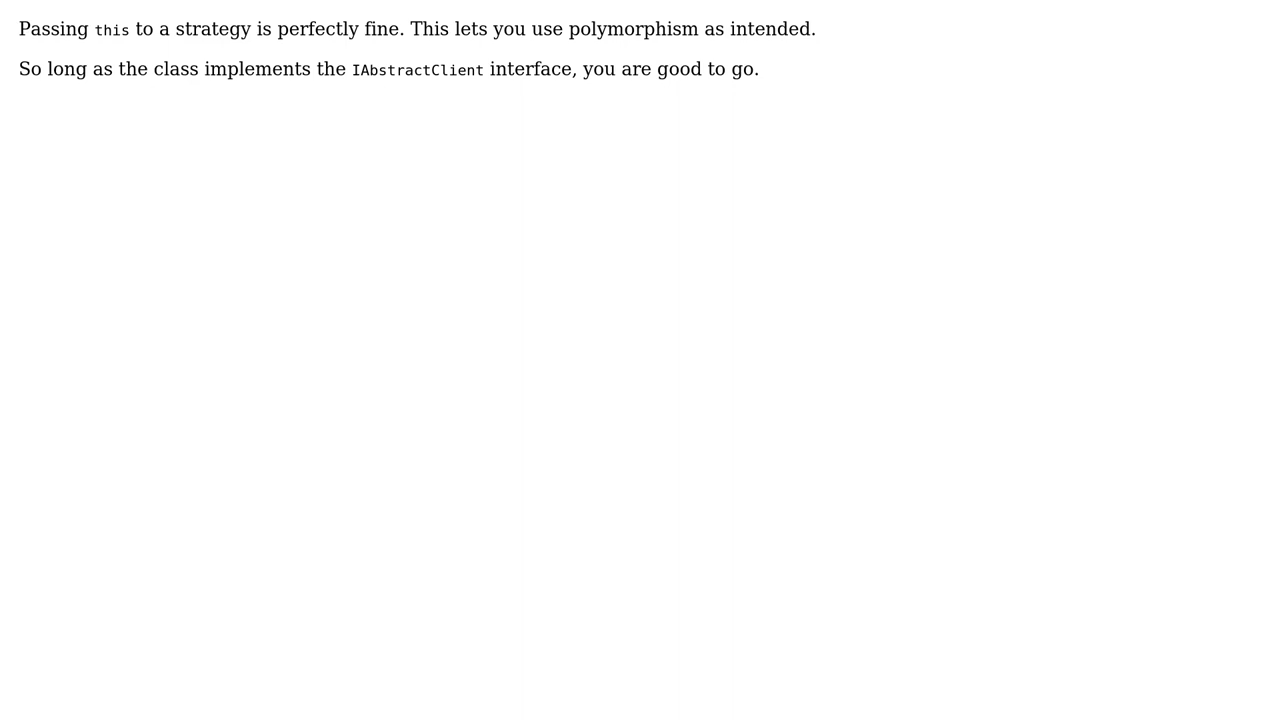 Passing this to a strategy is perfectly fine. This lets you use polymorphism as intended.
So long as the class implements the IAbstractClient interface, you are good to go.